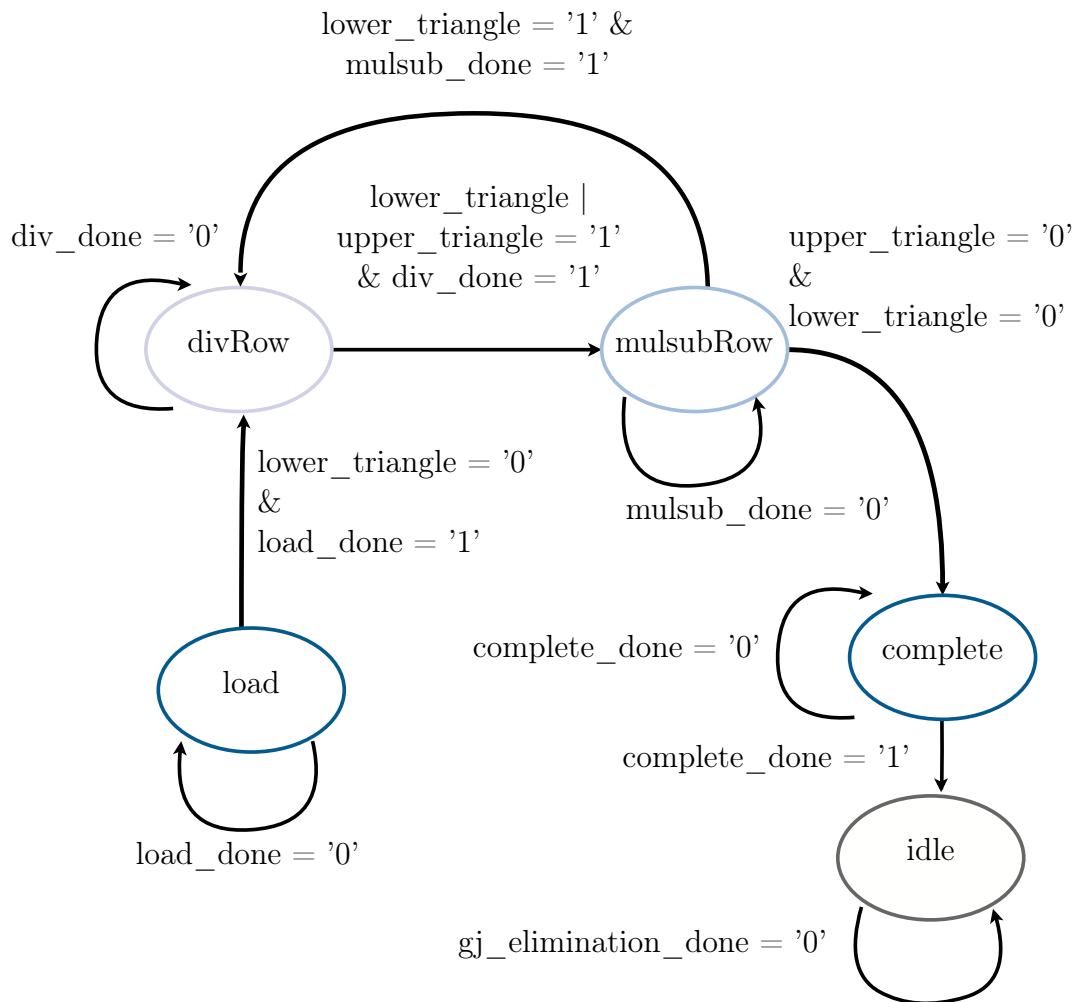 lower_triangle = '1' &
mulsub_done = '1'
lower_triangle |
upper_triangle = '1'
& div_done = '1'
div_done = '0'
upper_triangle = '0'
&
lower_triangle = '0'
divRow
mulsubRow
lower_triangle = '0'
&
load_done = '1'
mulsub_done = '0'
complete_done = '0'
complete
load
complete_done = '1'
load_done = '0'
idle
gj_elimination_done = '0'